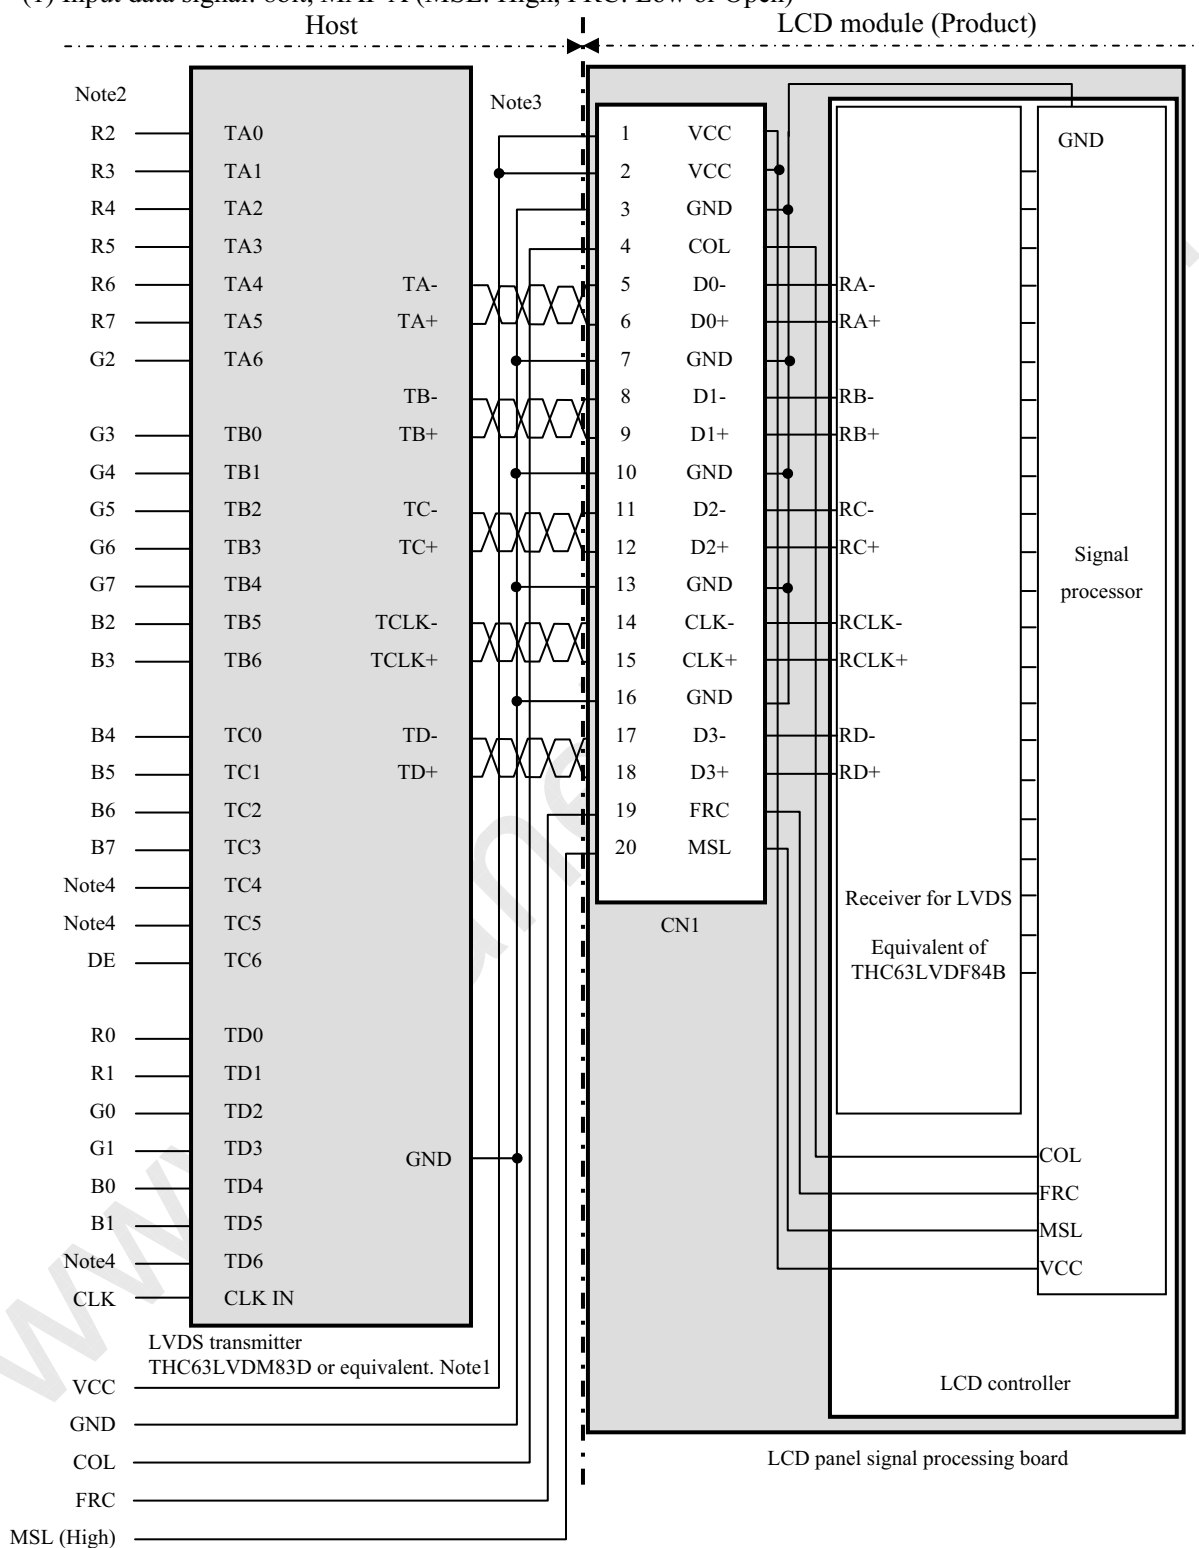 (1) Input data signal: 8bit, MAP A (MSL: High, FRC: Low or Open)
Host
LCD module (Product)
Note2
Note3
R2 TA0
R3 TA1
R4 TA2
R5 TA3
R6 TA4 TA-
R7 TA5 TA+
G2 TA6
TB-
G3 TB0 TB+
G4 TB1
G5 TB2 TC-
G6 TB3 TC+
G7 TB4
B2 TB5 TCLK-
B3 TB6 TCLK+
B4 TC0 TD-
B5 TC1 TD+
B6 TC2
B7 TC3
Note4 TC4
Note4 TC5
DE TC6
R0 TD0
R1 TD1
G0 TD2
G1 TD3
GND
B0 TD4
B1 TD5
Note4 TD6
CLK CLK IN
LVDS transmitter
THC63LVDM83D or equivalent. Note1
VCC
GND
COL
FRC
MSL (High)
1 VCC
2 VCC
3 GND
4 COL
5 D0-
6 D0+
7 GND
8 D1-
9 D1+
10 GND
11 D2-
12 D2+
13 GND
14 CLK-
15 CLK+
16 GND
17 D3-
18 D3+
19 FRC
20 MSL
CN1
RA-
RA+
RB-
RB+
RC-
RC+
RCLK-
RCLK+
RD-
RD+
Receiver for LVDS
Equivalent of
THC63LVDF84B
GND
Signal
processor
COL
FRC
MSL
VCC
LCD controller
LCD panel signal processing board